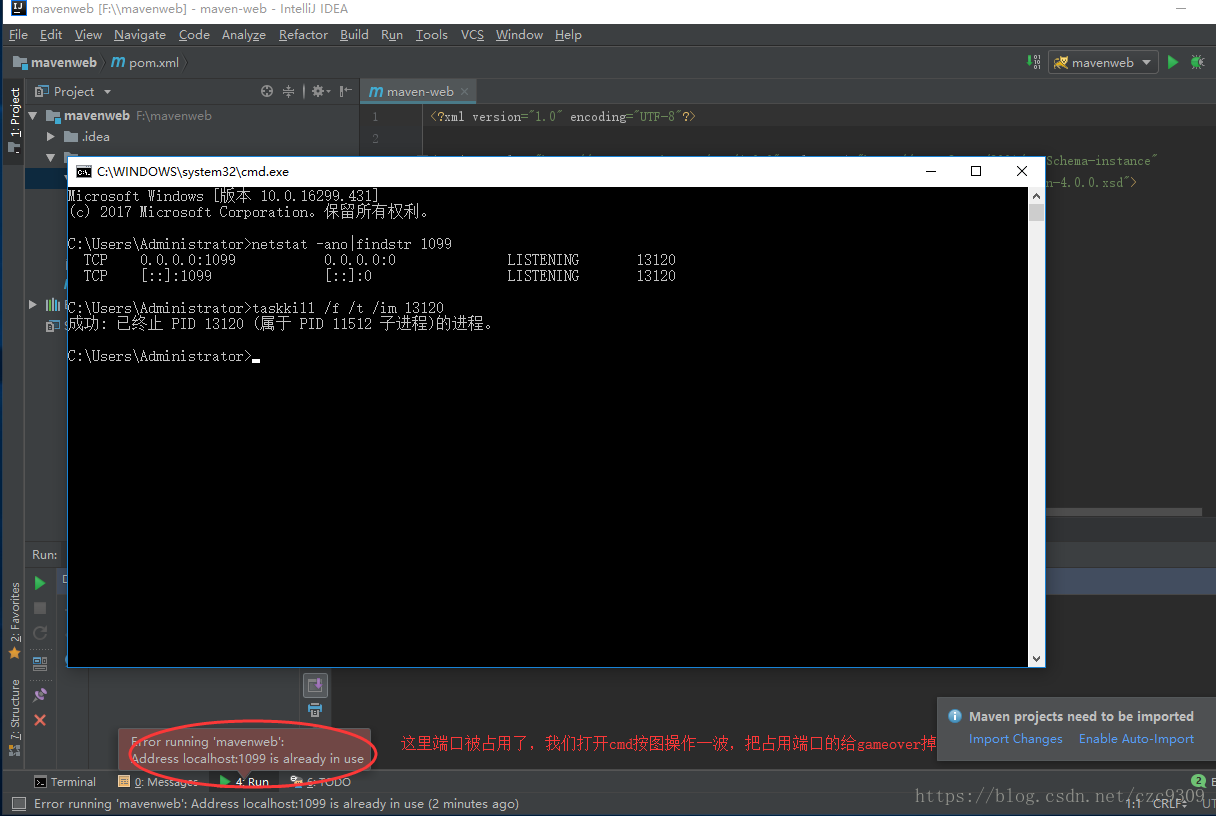 mavenweb [F:\\mavenweb] - maven-web - IntelliJ IDEA
File Edit View Navigate Code Analyze Refactor Build Run Tools VCS Window Help
mavenweb pom.xml
mavenweb
1: Project
Project
maven-web
mavenweb F:\mavenweb
.idea
1 <?xml version="1.0" encoding="UTF-8"?>
2
Schema-instance"
n-4.0.0.xsd">
C:\WINDOWS\system32\cmd.exe
Microsoft Windows [版本 10.0.16299.431]
(c) 2017 Microsoft Corporation。保留所有权利。
C:\Users\Administrator>netstat -ano|findstr 1099
TCP 0.0.0.0:1099 0.0.0.0:0 LISTENING 13120
TCP [::]:1099 [::]:0 LISTENING 13120
C:\Users\Administrator>taskkill /f /t /im 13120
成功: 已终止 PID 13120 (属于 PID 11512 子进程)的进程。
C:\Users\Administrator>
Run:
2: Favorites
7: Structure
Error running 'mavenweb':
Address localhost:1099 is already in use
这里端口被占用了，我们打开cmd按图操作一波，把占用端口的给gameover掉
Maven projects need to be imported
Import Changes Enable Auto-Import
Terminal 0: Messages 4: Run 6: TODO 2 E
Error running 'mavenweb': Address localhost:1099 is already in use (2 minutes ago)
1:1 CRLF UT
https://blog.csdn.net/czc9309